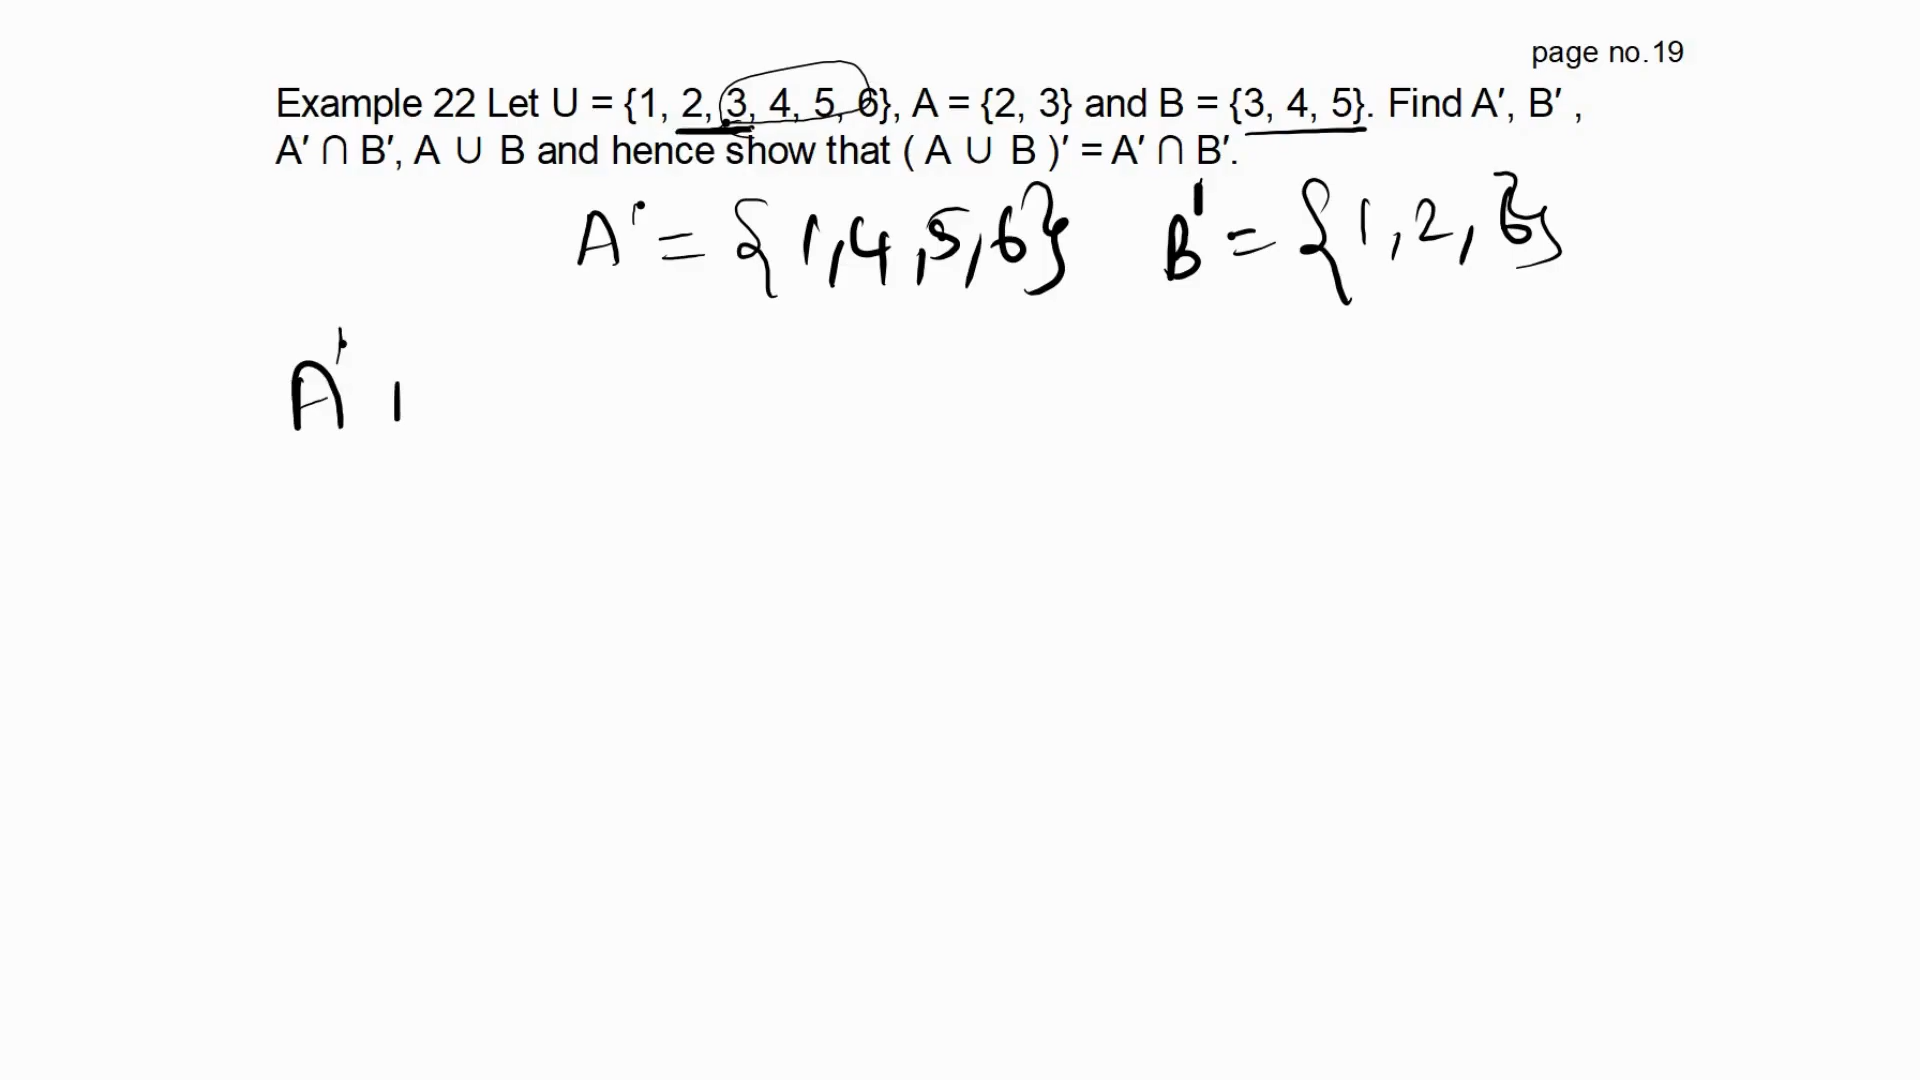 page no.19
Example 22 Let U = {1, 2, 3, 4, 5, 6}, A = {2, 3} and B = {3, 4, 5}. Find A′, B′ ,
A′ ∩ B′, A ∪ B and hence show that ( A ∪ B )′ = A′ ∩ B′.
A' = {1,4,5,6} B' = {1,2,6}
A' ı